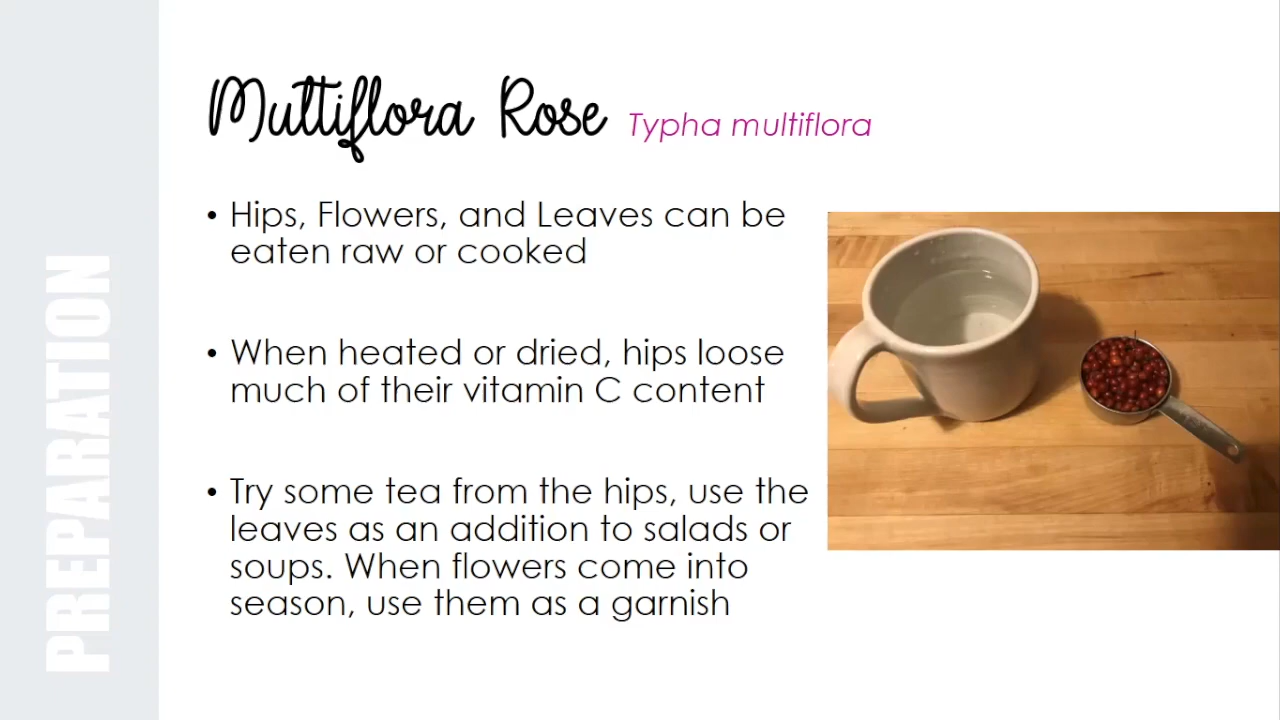 PREPARATION
Multiflora Rose Typha multiflora
• Hips, Flowers, and Leaves can be
eaten raw or cooked
• When heated or dried, hips loose
much of their vitamin C content
• Try some tea from the hips, use the
leaves as an addition to salads or
soups. When flowers come into
season, use them as a garnish